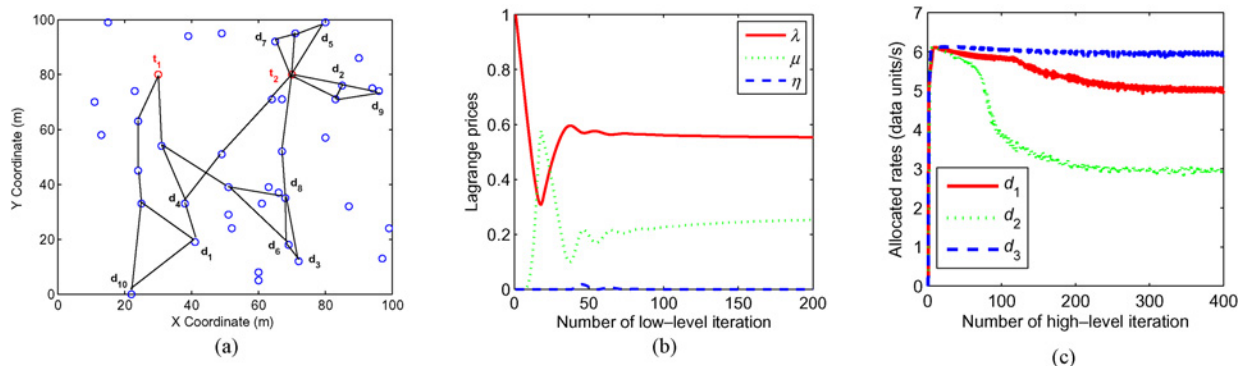 100
80
60
40
20
0
Y Coordinate (m)
0 20 40 60 80 100
X Coordinate (m)
t1
t2
d7
d5
d2
d9
d4
d8
d6
d3
d1
d10
(a)
1
0.8
0.6
0.4
0.2
0
Lagrange prices
0 50 100 150 200
Number of low–level iteration
λ
μ
η
(b)
7
6
5
4
3
2
1
0
Allocated rates (data units/s)
0 100 200 300 400
Number of high–level iteration
d1
d2
d3
(c)